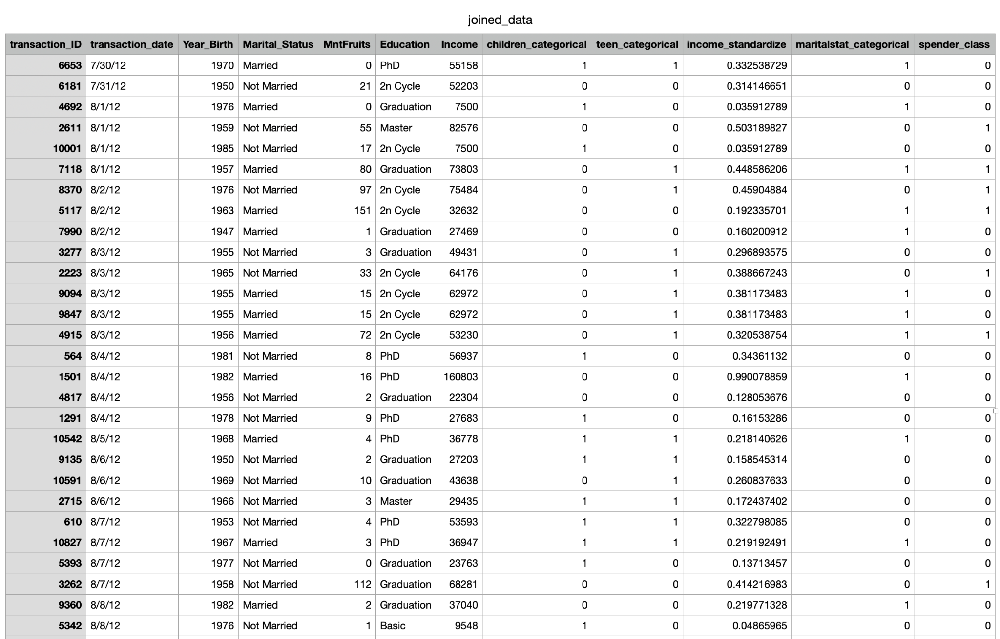 joined_data
transaction_ID transaction_date Year_Birth Marital_Status MntFruits Education Income children_categorical teen_categorical income_standardize maritalstat_categorical spender_class
6653 7/30/12 1970 Married 0 PhD 55158 1 1 0.332538729 1 0
6181 7/31/12 1950 Not Married 21 2n Cycle 52203 0 0 0.314146651 0 0
4692 8/1/12 1976 Married 0 Graduation 7500 1 0 0.035912789 1 0
2611 8/1/12 1959 Not Married 55 Master 82576 0 0 0.503189827 0 1
10001 8/1/12 1985 Not Married 17 2n Cycle 7500 1 0 0.035912789 0 0
7118 8/1/12 1957 Married 80 Graduation 73803 0 1 0.448586206 1 1
8370 8/2/12 1976 Not Married 97 2n Cycle 75484 0 1 0.45904884 0 1
5117 8/2/12 1963 Married 151 2n Cycle 32632 0 0 0.192335701 1 1
7990 8/2/12 1947 Married 1 Graduation 27469 0 0 0.160200912 1 0
3277 8/3/12 1955 Not Married 3 Graduation 49431 0 1 0.296893575 0 0
2223 8/3/12 1965 Not Married 33 2n Cycle 64176 0 1 0.388667243 0 1
9094 8/3/12 1955 Married 15 2n Cycle 62972 0 1 0.381173483 1 0
9847 8/3/12 1955 Married 15 2n Cycle 62972 0 1 0.381173483 1 0
4915 8/3/12 1956 Married 72 2n Cycle 53230 0 1 0.320538754 1 1
564 8/4/12 1981 Not Married 8 PhD 56937 1 0 0.34361132 0 0
1501 8/4/12 1982 Married 16 PhD 160803 0 0 0.990078859 1 0
4817 8/4/12 1956 Not Married 2 Graduation 22304 0 0 0.128053676 0 0
1291 8/4/12 1978 Not Married 9 PhD 27683 1 0 0.16153286 0 0
10542 8/5/12 1968 Married 4 PhD 36778 1 1 0.218140626 1 0
9135 8/6/12 1950 Not Married 2 Graduation 27203 1 1 0.158545314 0 0
10591 8/6/12 1969 Not Married 10 Graduation 43638 0 1 0.260837633 0 0
2715 8/6/12 1966 Not Married 3 Master 29435 1 1 0.172437402 0 0
610 8/7/12 1953 Not Married 4 PhD 53593 1 1 0.322798085 0 0
10827 8/7/12 1967 Married 3 PhD 36947 1 1 0.219192491 1 0
5393 8/7/12 1977 Not Married 0 Graduation 23763 1 0 0.13713457 0 0
3262 8/7/12 1958 Not Married 112 Graduation 68281 0 0 0.414216983 0 1
9360 8/8/12 1982 Married 2 Graduation 37040 0 0 0.219771328 1 0
5342 8/8/12 1976 Not Married 1 Basic 9548 1 0 0.04865965 0 0